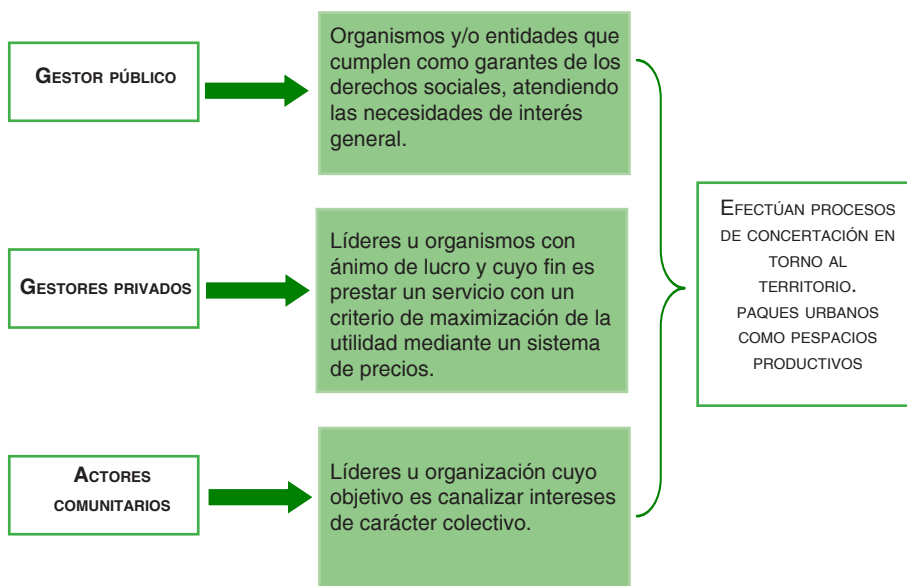 GESTOR PÚBLICO
Organismos y/o entidades que
cumplen como garantes de los
derechos sociales, atendiendo
las necesidades de interés
general.
GESTORES PRIVADOS
Líderes u organismos con
ánimo de lucro y cuyo fin es
prestar un servicio con un
criterio de maximización de la
utilidad mediante un sistema
de precios.
ACTORES
COMUNITARIOS
Líderes u organización cuyo
objetivo es canalizar intereses
de carácter colectivo.
EFECTÚAN PROCESOS
DE CONCERTACIÓN EN
TORNO AL
TERRITORIO.
PAQUES URBANOS
COMO PESPACIOS
PRODUCTIVOS